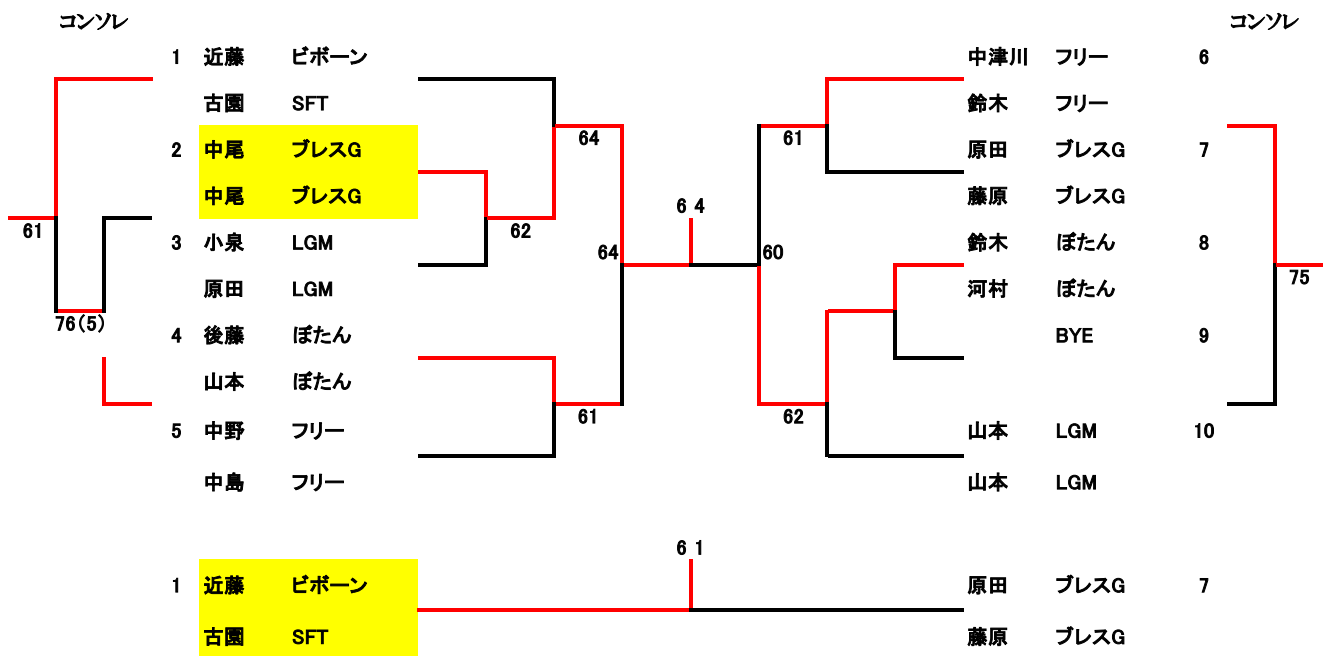 コンソレ コンソレ
1 近藤 ビボーン 中津川 フリー 6
古園 SFT 鈴木 フリー
64 61
2 中尾 ブレスG 原田 ブレスG 7
中尾 ブレスG 藤原 ブレスG
6 4
61 62
3 小泉 LGM 鈴木 ぼたん 8
64 60
75
原田 LGM 河村 ぼたん
76(5)
4 後藤 ぼたん BYE 9
山本 ぼたん
61 62
5 中野 フリー 山本 LGM 10
中島 フリー 山本 LGM
6 1
1 近藤 ビボーン 原田 ブレスG 7
古園 SFT 藤原 ブレスG